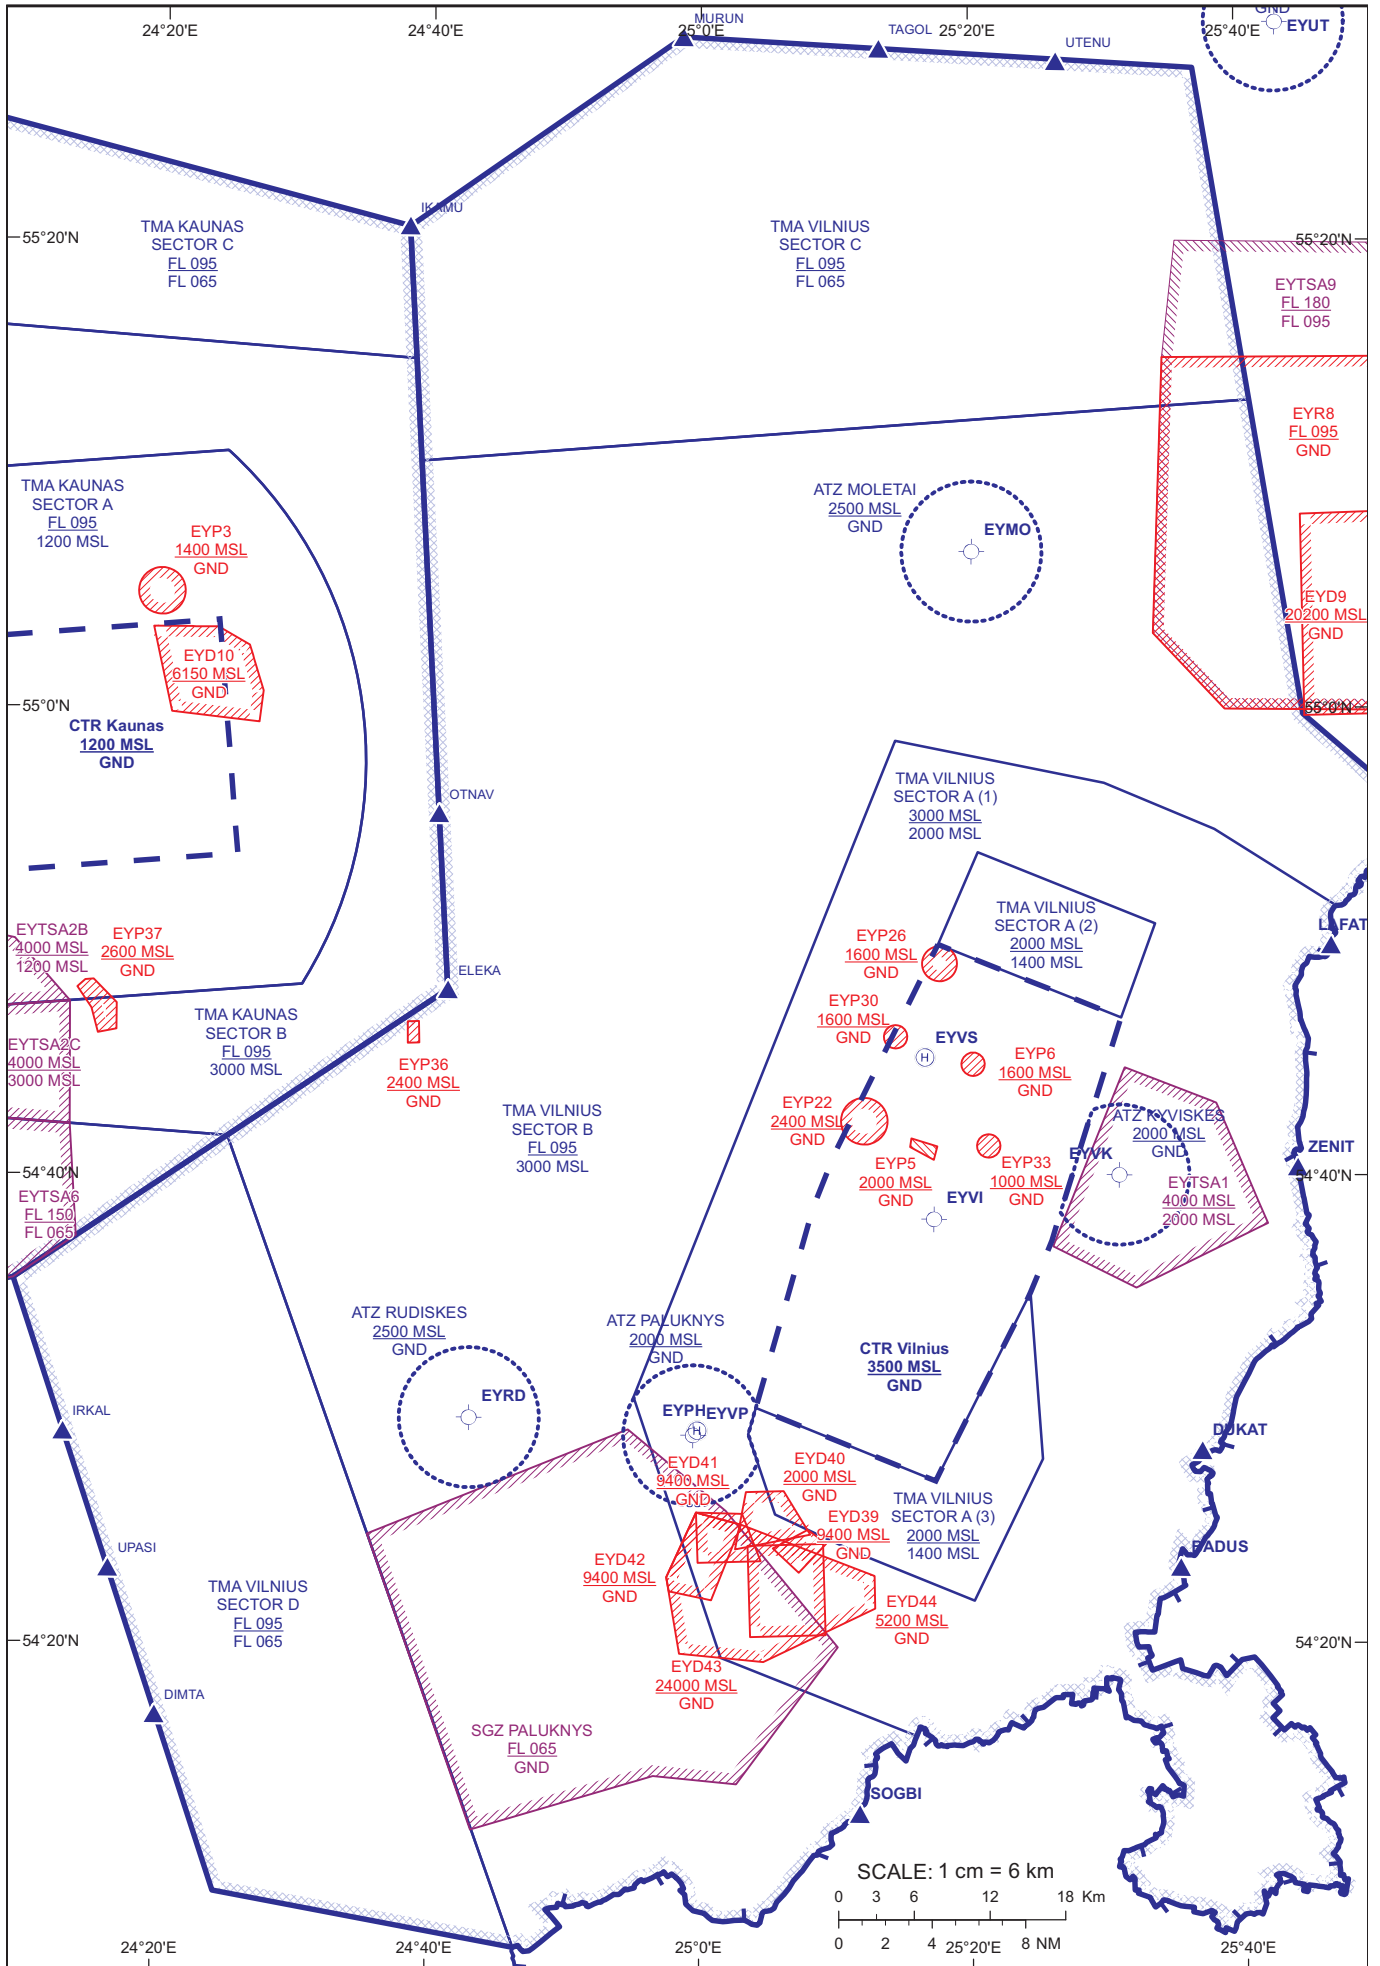 GND
24°20'E
24°40'E
MURUN
25°0'E
TAGOL
25°20'E
UTENU
25°40'E
EYUT
IKAMU
55°20'N
TMA KAUNAS
SECTOR C
FL 095
FL 065
TMA VILNIUS
SECTOR C
FL 095
FL 065
55°20'N
EYTSA9
FL 180
FL 095
EYR8
FL 095
GND
TMA KAUNAS
SECTOR A
FL 095
1200 MSL
EYP3
1400 MSL
GND
ATZ MOLETAI
2500 MSL
GND
EYMO
EYD9
20200 MSL
GND
EYD10
6150 MSL
GND
55°0'N
55°0'N
CTR Kaunas
1200 MSL
GND
OTNAV
TMA VILNIUS
SECTOR A (1)
3000 MSL
2000 MSL
TMA VILNIUS
SECTOR A (2)
2000 MSL
1400 MSL
LAFAT
EYTSA2B
4000 MSL
1200 MSL
EYP37
2600 MSL
GND
EYP26
1600 MSL
GND
ELEKA
EYP30
1600 MSL
GND
TMA KAUNAS
SECTOR B
FL 095
3000 MSL
EYVS
EYTSA2C
4000 MSL
3000 MSL
EYP36
2400 MSL
GND
EYP6
1600 MSL
GND
TMA VILNIUS
SECTOR B
FL 095
3000 MSL
EYP22
2400 MSL
GND
ATZ KYVISKES
2000 MSL
GND
EYVK
ZENIT
54°40'N
54°40'N
EYP5
2000 MSL
GND
EYP33
1000 MSL
GND
EYTSA1
4000 MSL
2000 MSL
EYTSA6
FL 150
FL 065
EYVI
ATZ RUDISKES
2500 MSL
GND
ATZ PALUKNYS
2000 MSL
GND
CTR Vilnius
3500 MSL
GND
EYRD
IRKAL
EYPH
EYVP
H
H
DUKAT
EYD41
9400 MSL
GND
EYD40
2000 MSL
GND
TMA VILNIUS
SECTOR A (3)
2000 MSL
1400 MSL
EYD39
9400 MSL
GND
UPASI
BADUS
EYD42
9400 MSL
GND
TMA VILNIUS
SECTOR D
FL 095
FL 065
EYD44
5200 MSL
GND
54°20'N
54°20'N
EYD43
24000 MSL
GND
DIMTA
SGZ PALUKNYS
FL 065
GND
SOGBI
SCALE: 1 cm = 6 km
0 3 6 12 18 Km
0 2 4 8 NM
24°20'E
24°40'E
25°0'E
25°20'E
25°40'E